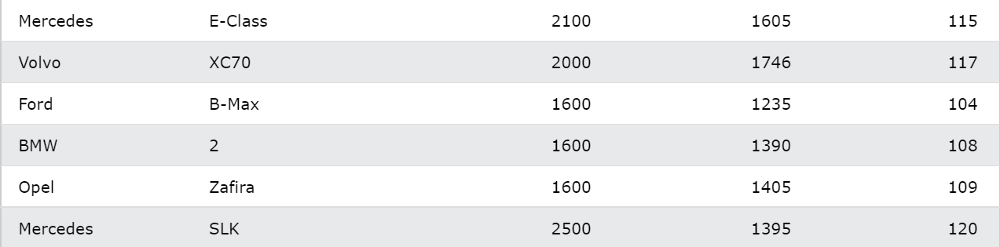 Mercedes E-Class 2100 1605 115
Volvo XC70 2000 1746 117
Ford B-Max 1600 1235 104
BMW 2 1600 1390 108
Opel Zafira 1600 1405 109
Mercedes SLK 2500 1395 120